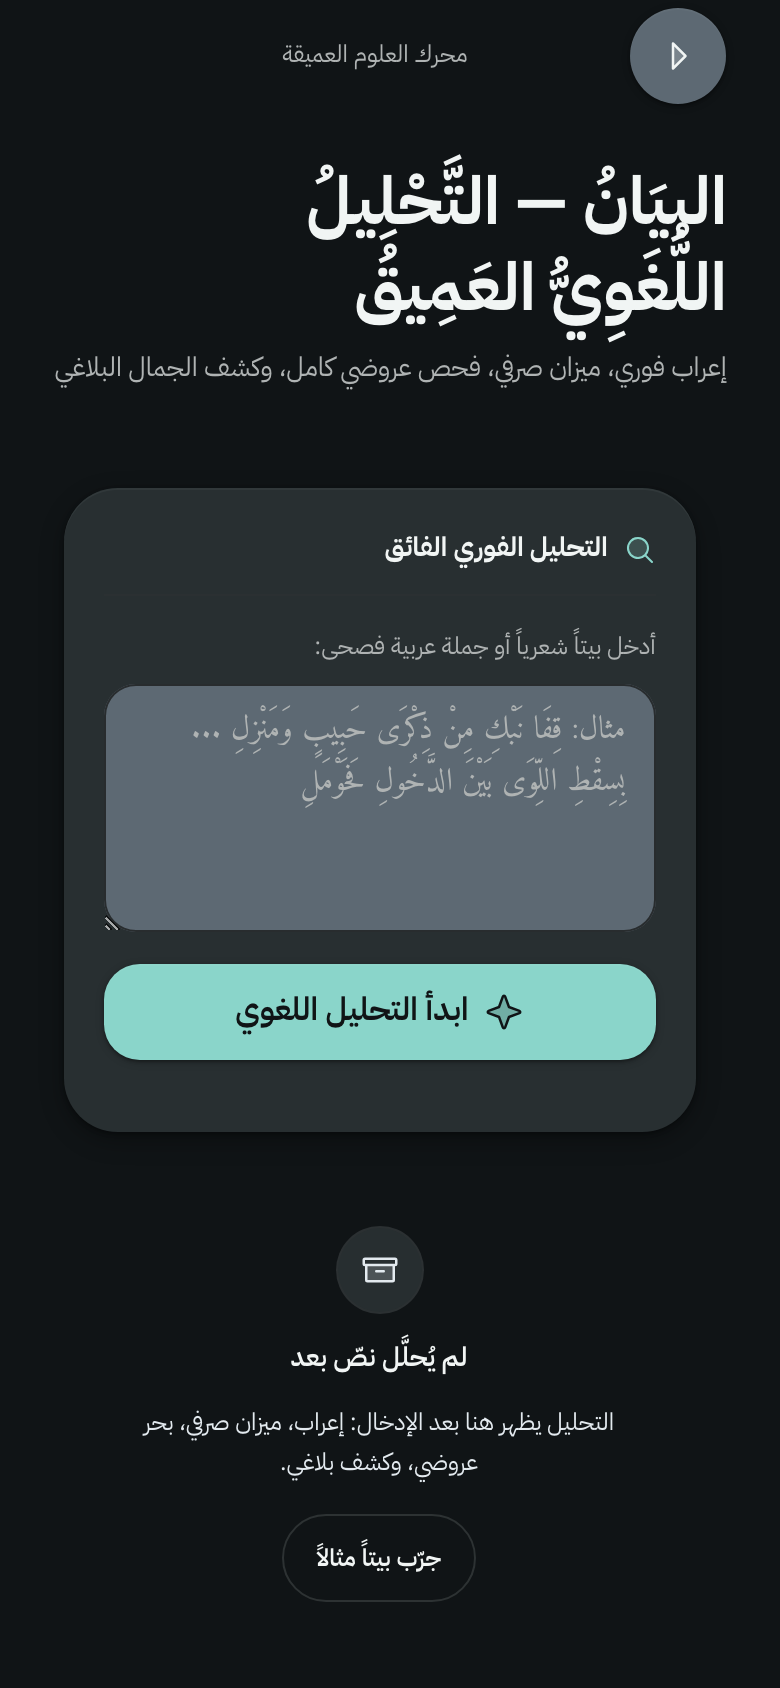 محرك العلوم العميقة
البيَانُ — التَّحْلِيلُ
اللُّغَوِيُّ العَمِيقُ
إعراب فوري، ميزان صرفي، فحص عروضي كامل، وكشف الجمال البلاغي
التحليل الفوري الفائق
أدخل بيتاً شعرياً أو جملة عربية فصحى:
مثال: قِفَا نَبْكِ مِنْ ذِكْرَى حَبِيبٍ وَمَنْزِلِ ...
بِسِقْطِ اللِّوَى بَيْنَ الدَّخُولِ فَحَوْمَلِ
ابدأ التحليل اللغوي
لم يُحلَّل نصّ بعد
التحليل يظهر هنا بعد الإدخال: إعراب، ميزان صرفي، بحر
عروضي، وكشف بلاغي.
جرّب بيتاً مثالاً